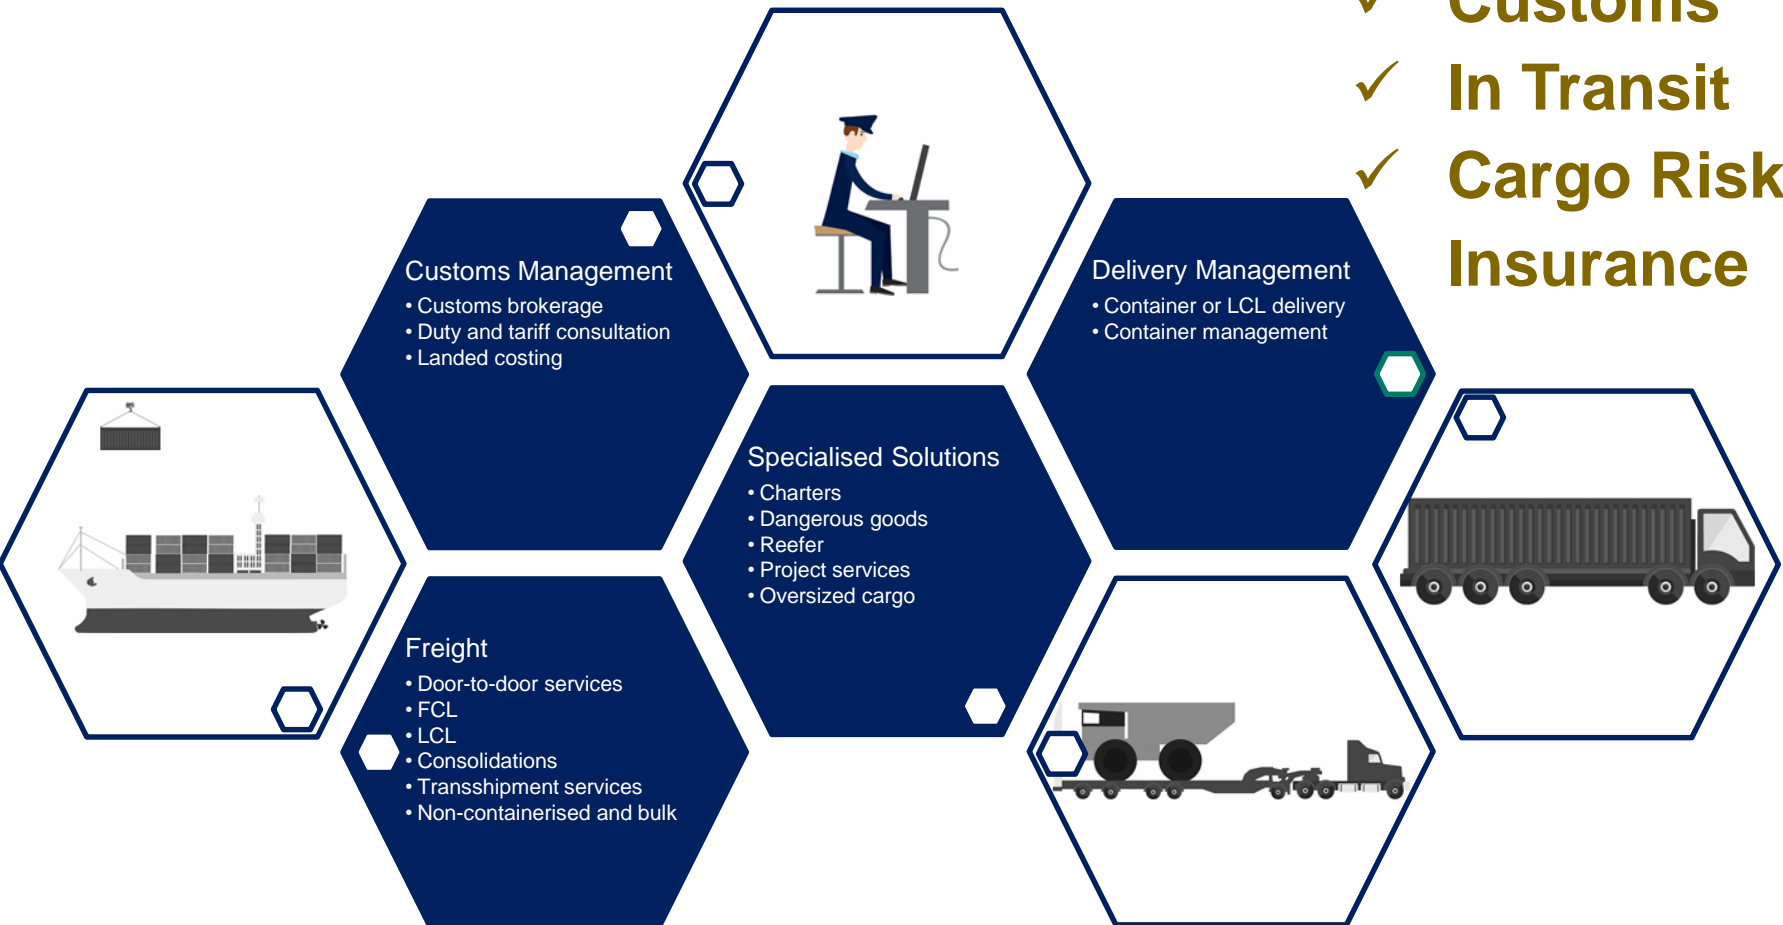 ✓ Customs
✓ In Transit
✓ Cargo Risk
Insurance
Customs Management
• Customs brokerage
• Duty and tariff consultation
• Landed costing
Delivery Management
• Container or LCL delivery
• Container management
Specialised Solutions
• Charters
• Dangerous goods
• Reefer
• Project services
• Oversized cargo
Freight
• Door-to-door services
• FCL
• LCL
• Consolidations
• Transshipment services
• Non-containerised and bulk